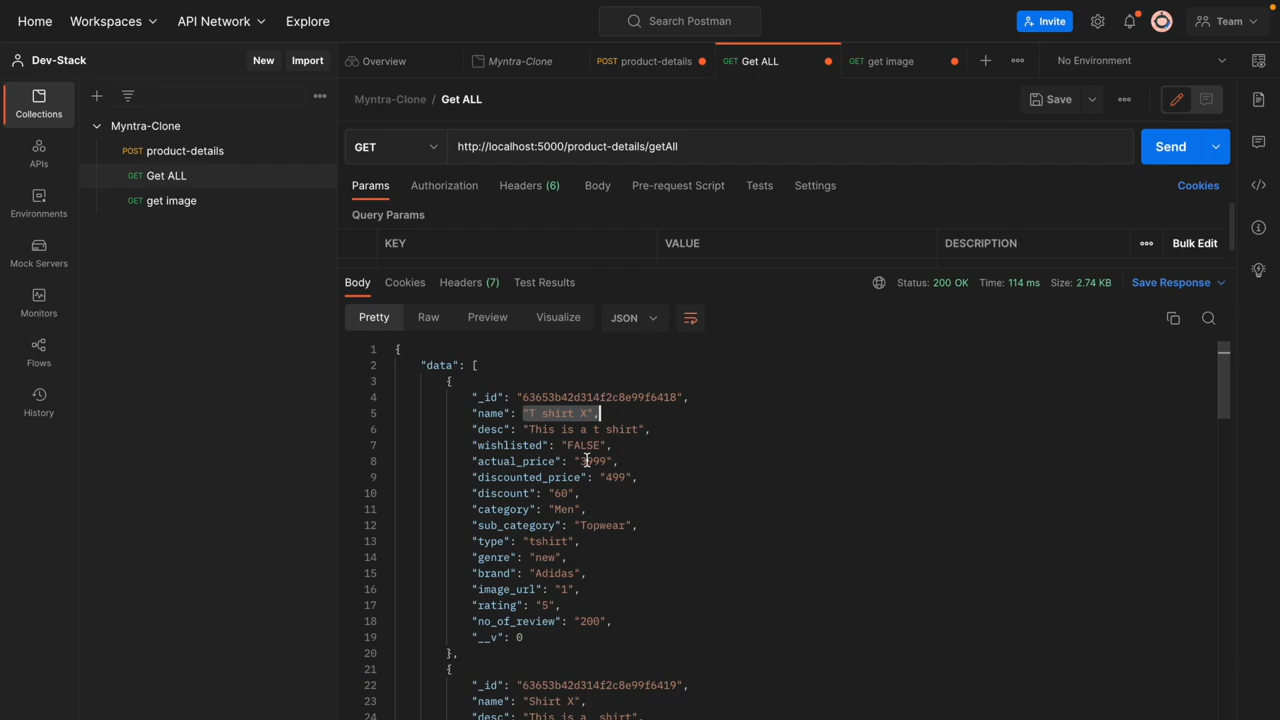 Home Workspaces API Network Explore Search Postman Invite Team
Dev-Stack New Import Overview Myntra-Clone POST product-details GET Get ALL GET get image No Environment
Collections
APIs
Environments
Mock Servers
Monitors
Flows
History
Myntra-Clone
POST product-details
GET Get ALL
GET get image
Myntra-Clone / Get ALL Save
GET http://localhost:5000/product-details/getAll Send
Params Authorization Headers (6) Body Pre-request Script Tests Settings Cookies
Query Params
KEY VALUE DESCRIPTION Bulk Edit
Body Cookies Headers (7) Test Results Status: 200 OK Time: 114 ms Size: 2.74 KB Save Response
Pretty Raw Preview Visualize JSON
1 {
2 "data": [
3 {
4 "_id": "63653b42d314f2c8e99f6418",
5 "name": "T shirt X",
6 "desc": "This is a t shirt",
7 "wishlisted": "FALSE",
8 "actual_price": "3999",
9 "discounted_price": "499",
10 "discount": "60",
11 "category": "Men",
12 "sub_category": "Topwear",
13 "type": "tshirt",
14 "genre": "new",
15 "brand": "Adidas",
16 "image_url": "1",
17 "rating": "5",
18 "no_of_review": "200",
19 "__v": 0
20 },
21 {
22 "_id": "63653b42d314f2c8e99f6419",
23 "name": "Shirt X",
24 "desc": "This is a  shirt",